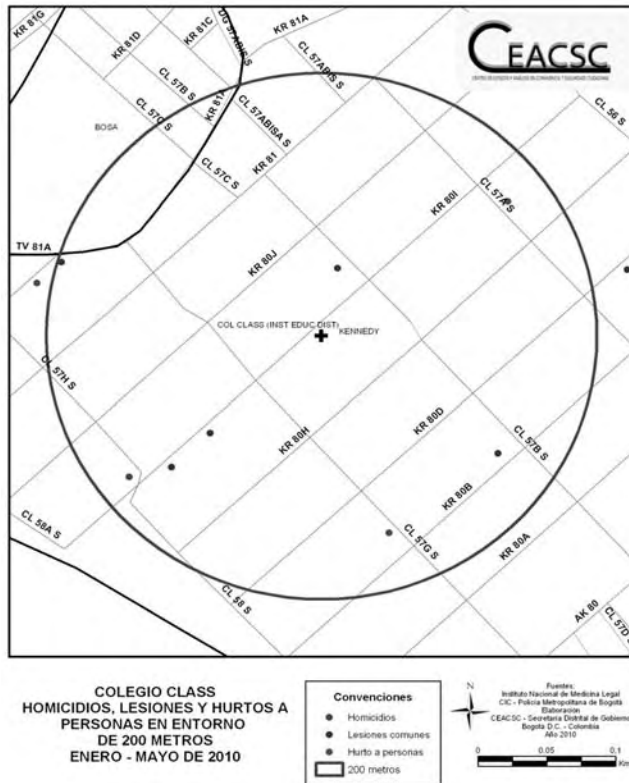 KR 81G
KR 81D
KR 81C
KR 81A
CEACSC
CL 57ABIS S
CL 57B S
KR 81A
CL 57ABISA S
CL 56 S
BOSA
CL 57C S
CL 57C S
KR 81
CL 57A S
KR 80I
TV 81A
KR 80J
COL CLASS (INST EDUC DIST)
KENNEDY
CL 57H S
KR 80H
KR 80D
CL 57B S
KR 80B
CL 58A S
CL 57G S
KR 80A
CL 58 S
AK 80
CL 57D
COLEGIO CLASS
HOMICIDIOS, LESIONES Y HURTOS A
PERSONAS EN ENTORNO
DE 200 METROS
ENERO - MAYO DE 2010
Convenciones
Homicidios
Lesiones comunes
Hurto a personas
200 metros
N
Fuentes:
Instituto Nacional de Medicina Legal
CIC - Policía Metropolitana de Bogotá
Elaboración
CEACSC - Secretaría Distrital de Gobierno
Bogotá D.C. - Colombia
Año 2010
0 0.05 0.1
Km